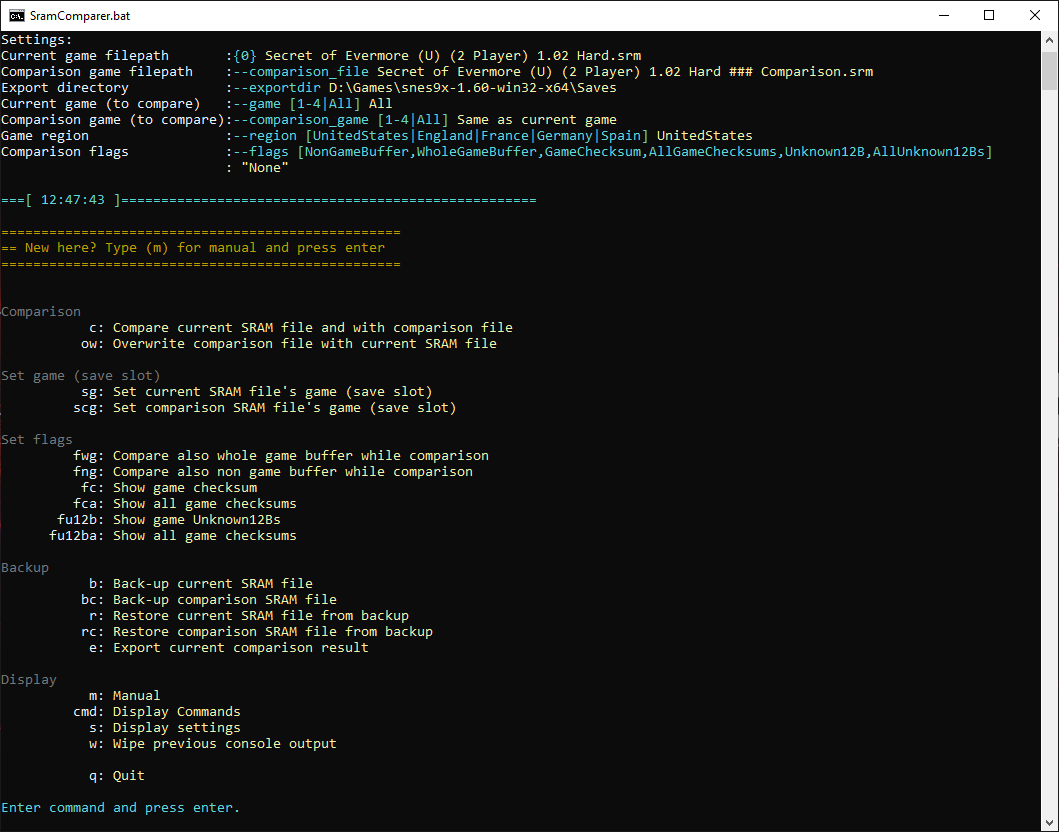 SramComparer.bat
Settings:
Current game filepath       :{0} Secret of Evermore (U) (2 Player) 1.02 Hard.srm
Comparison game filepath    :--comparison_file Secret of Evermore (U) (2 Player) 1.02 Hard ### Comparison.srm
Export directory            :--exportdir D:\Games\snes9x-1.60-win32-x64\Saves
Current game (to compare)   :--game [1-4|All] All
Comparison game (to compare):--comparison_game [1-4|All] Same as current game
Game region                 :--region [UnitedStates|England|France|Germany|Spain] UnitedStates
Comparison flags            :--flags [NonGameBuffer,WholeGameBuffer,GameChecksum,AllGameChecksums,Unknown12B,AllUnknown12Bs]
                            : "None"
===[ 12:47:43 ]====================================================
==================================================
== New here? Type (m) for manual and press enter
==================================================
Comparison
           c: Compare current SRAM file and with comparison file
          ow: Overwrite comparison file with current SRAM file
Set game (save slot)
          sg: Set current SRAM file's game (save slot)
         scg: Set comparison SRAM file's game (save slot)
Set flags
         fwg: Compare also whole game buffer while comparison
         fng: Compare also non game buffer while comparison
          fc: Show game checksum
         fca: Show all game checksums
       fu12b: Show game Unknown12Bs
      fu12ba: Show all game checksums
Backup
           b: Back-up current SRAM file
          bc: Back-up comparison SRAM file
           r: Restore current SRAM file from backup
          rc: Restore comparison SRAM file from backup
           e: Export current comparison result
Display
           m: Manual
         cmd: Display Commands
           s: Display settings
           w: Wipe previous console output
           q: Quit
Enter command and press enter.